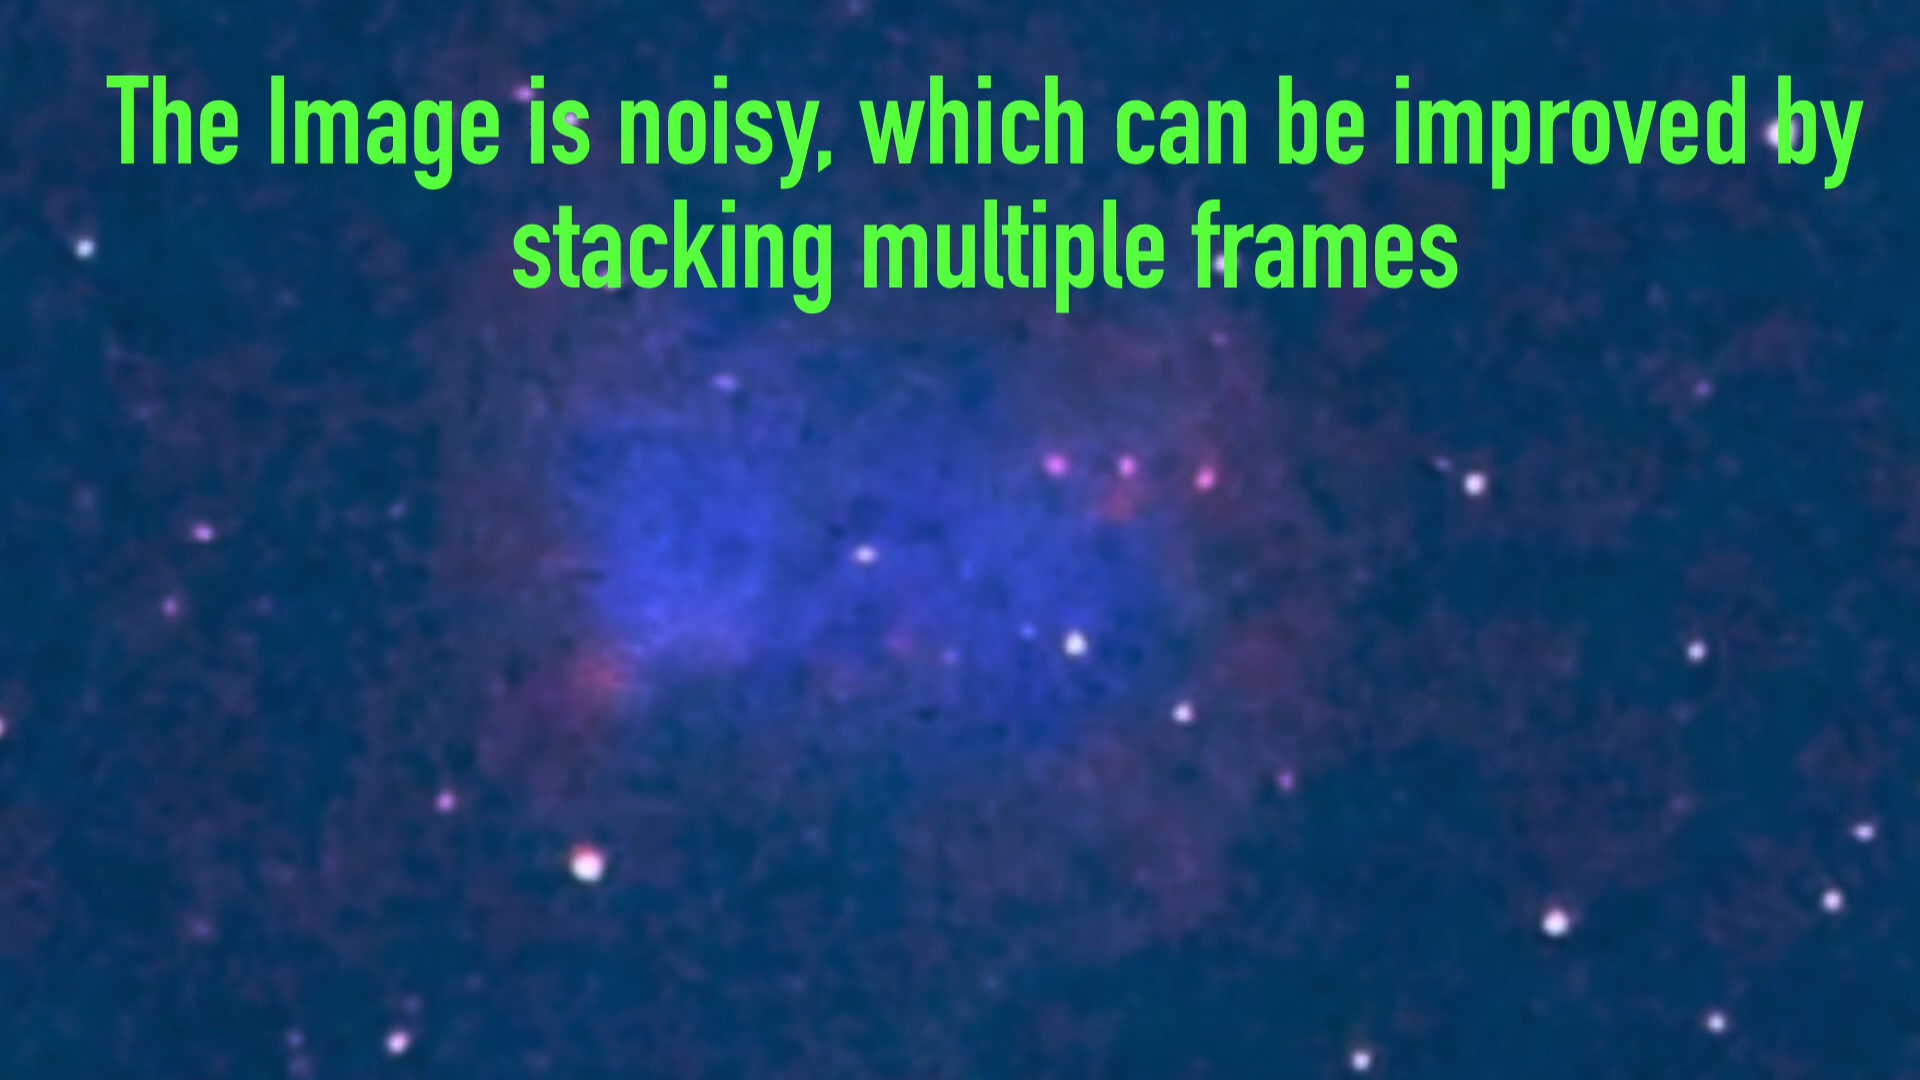 The Image is noisy, which can be improved by
stacking multiple frames